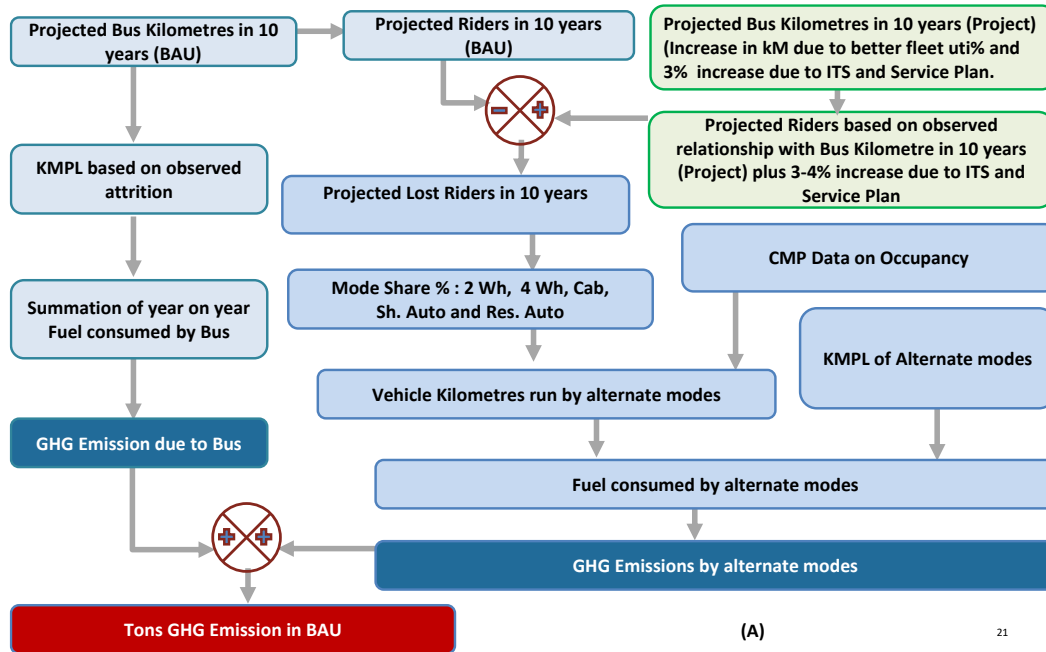 Projected Bus Kilometres in 10
years (BAU)
Projected Riders in 10 years
(BAU)
Projected Bus Kilometres in 10 years (Project)
(Increase in kM due to better fleet uti% and
3% increase due to ITS and Service Plan.
Projected Riders based on observed
relationship with Bus Kilometre in 10 years
(Project) plus 3-4% increase due to ITS and
Service Plan
KMPL based on observed
attrition
Projected Lost Riders in 10 years
CMP Data on Occupancy
Mode Share % : 2 Wh, 4 Wh, Cab,
Sh. Auto and Res. Auto
Summation of year on year
Fuel consumed by Bus
KMPL of Alternate modes
Vehicle Kilometres run by alternate modes
GHG Emission due to Bus
Fuel consumed by alternate modes
GHG Emissions by alternate modes
Tons GHG Emission in BAU
(A)
21